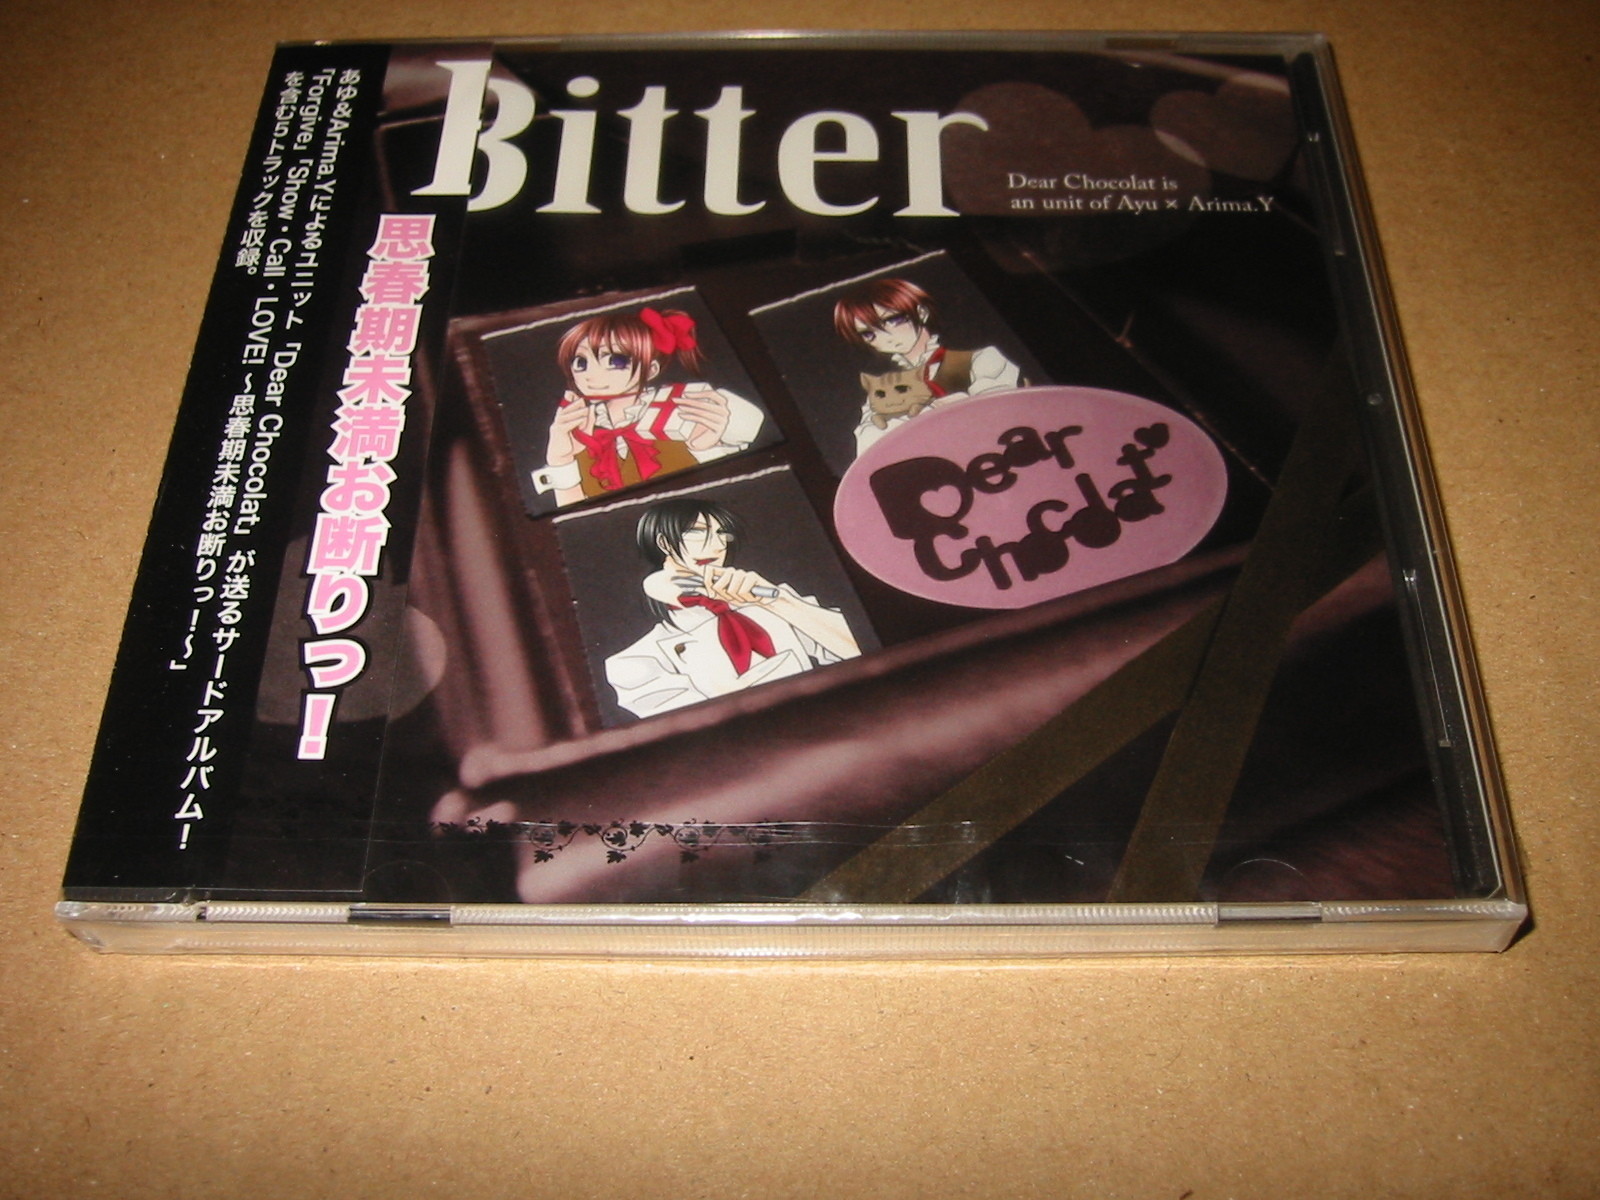 Bitter
Dear Chocolat is
an unit of Ayu × Arima.Y
Dear
Chocolat
思春期未満お断りっ！
あゆ&Arima.Yによるユニット「Dear Chocolat」が送るサードアルバム！
「Forgive」「Show・Call・LOVE! ～思春期未満お断りっ！～」
を含む5トラックを収録。